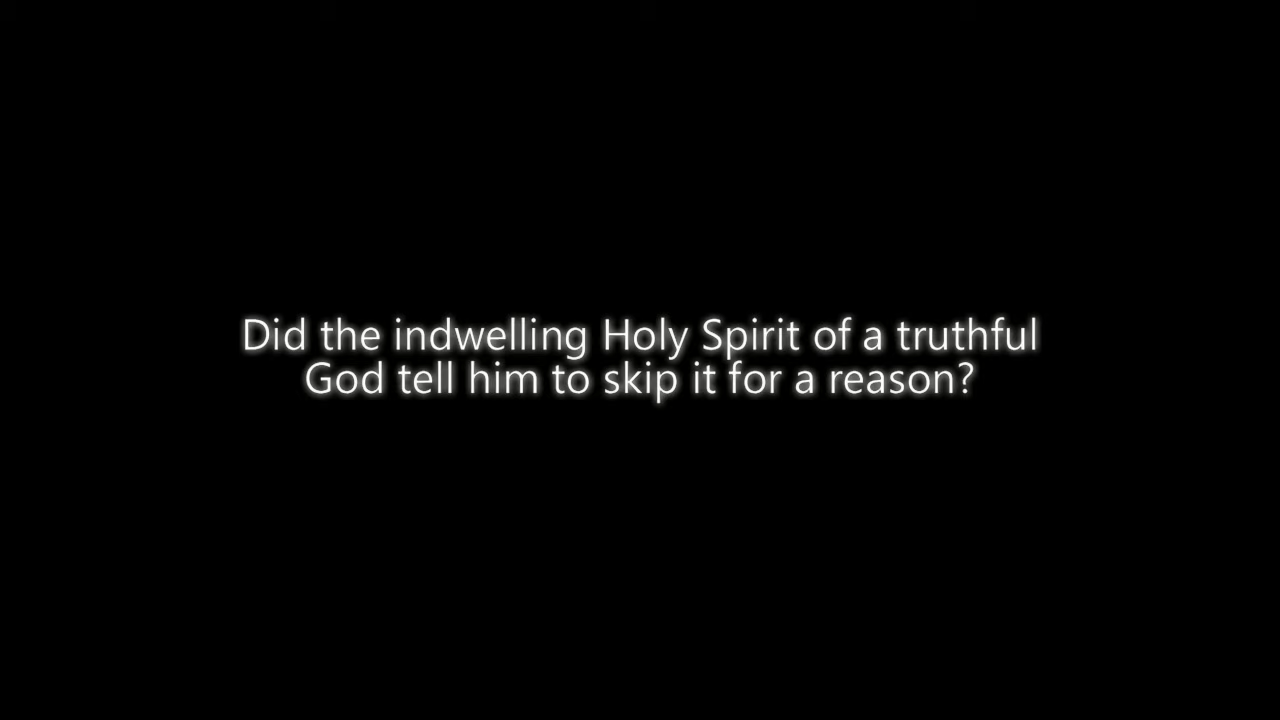 Did the indwelling Holy Spirit of a truthful
God tell him to skip it for a reason?